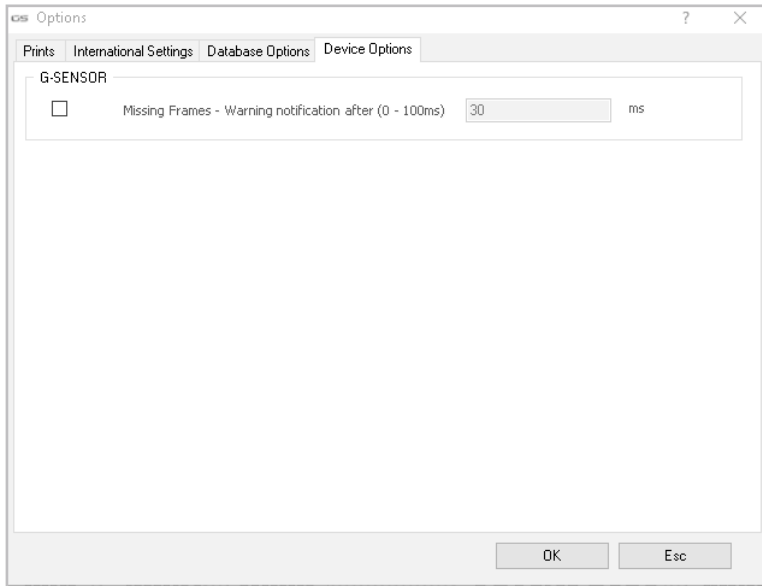 GS Options ?
Prints International Settings Database Options Device Options
G-SENSOR
Missing Frames - Warning notification after (0 - 100ms) 30 ms
OK Esc